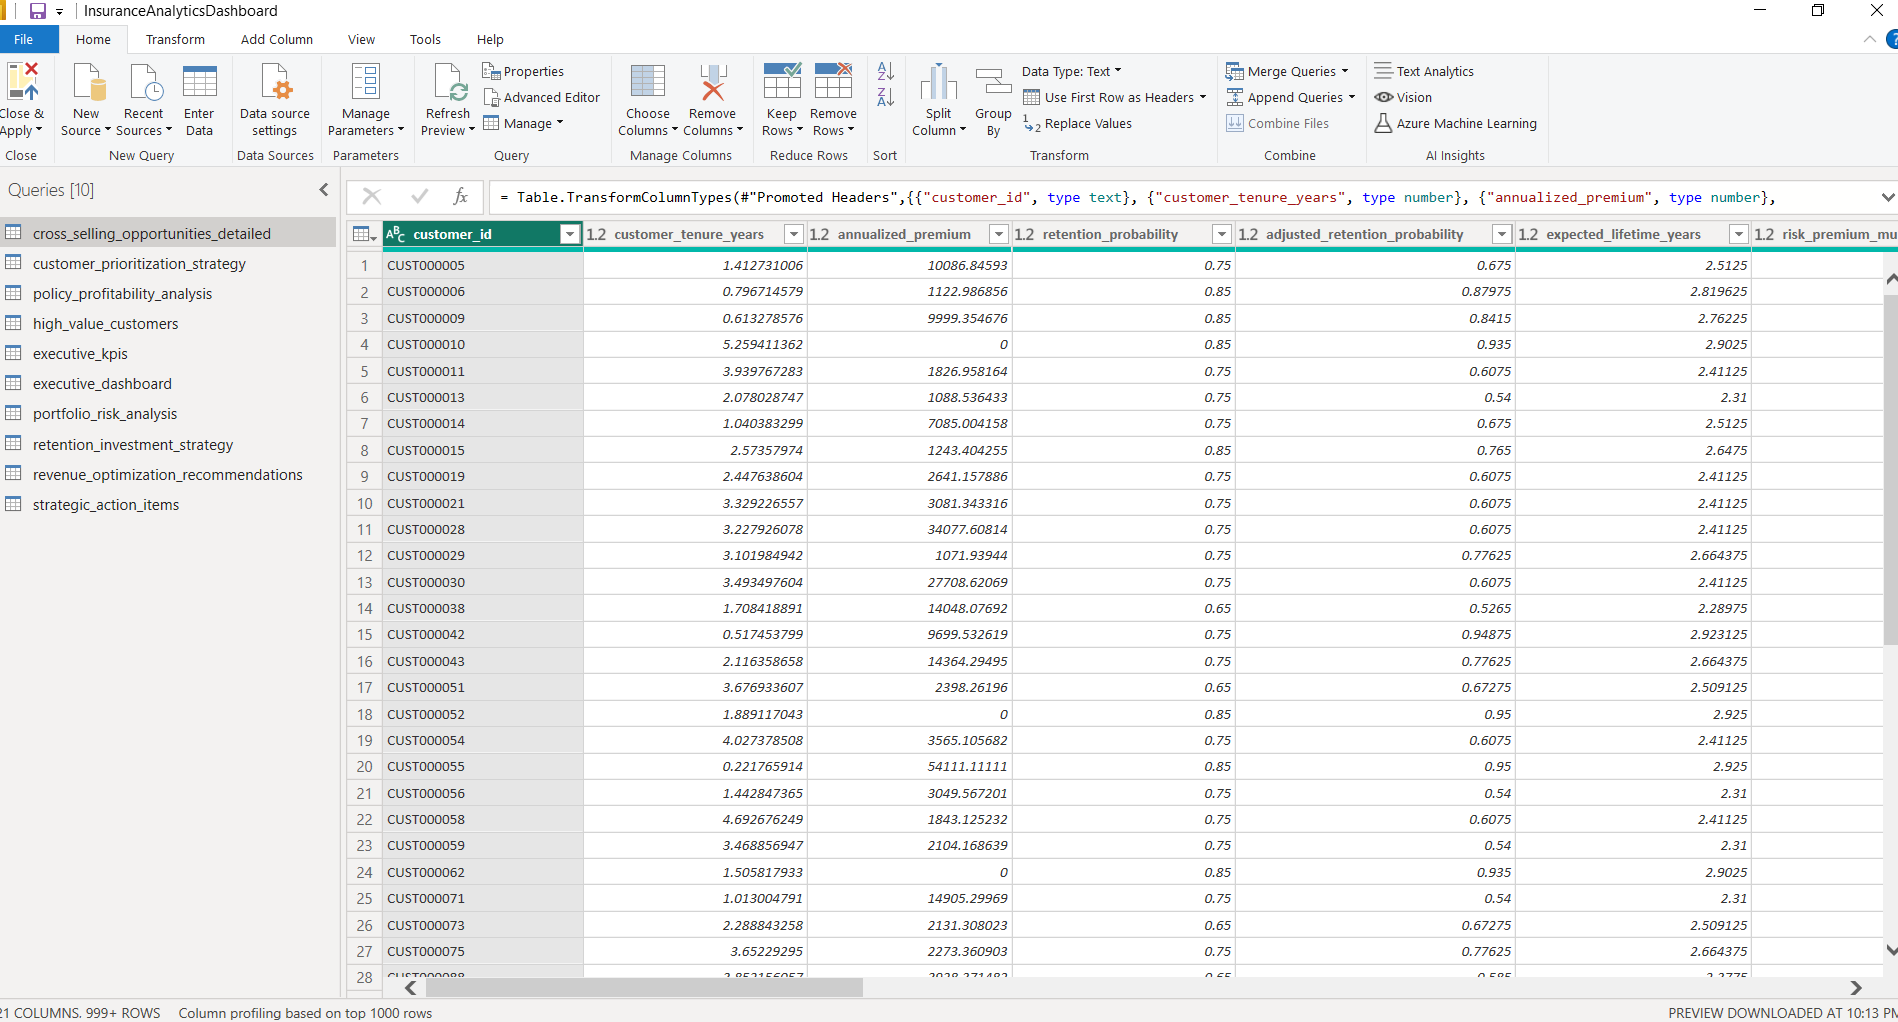 InsuranceAnalyticsDashboard
File Home Transform Add Column View Tools Help
Close & Apply
New Source
Recent Sources
Enter Data
Data source settings
Manage Parameters
Refresh Preview
Properties
Advanced Editor
Manage
Choose Columns
Remove Columns
Keep Rows
Remove Rows
Split Column
Group By
Data Type: Text
Use First Row as Headers
Replace Values
Merge Queries
Append Queries
Combine Files
Text Analytics
Vision
Azure Machine Learning
Close New Query Data Sources Parameters Query Manage Columns Reduce Rows Sort Transform Combine AI Insights
Queries [10]
cross_selling_opportunities_detailed
customer_prioritization_strategy
policy_profitability_analysis
high_value_customers
executive_kpis
executive_dashboard
portfolio_risk_analysis
retention_investment_strategy
revenue_optimization_recommendations
strategic_action_items
fx = Table.TransformColumnTypes(#"Promoted Headers",{{"customer_id", type text}, {"customer_tenure_years", type number}, {"annualized_premium", type number},
ABC customer_id 1.2 customer_tenure_years 1.2 annualized_premium 1.2 retention_probability 1.2 adjusted_retention_probability 1.2 expected_lifetime_years 1.2 risk_premium_mu
1 CUST000005 1.412731006 10086.84593 0.75 0.675 2.5125
2 CUST000006 0.796714579 1122.986856 0.85 0.87975 2.819625
3 CUST000009 0.613278576 9999.354676 0.85 0.8415 2.76225
4 CUST000010 5.259411362 0 0.85 0.935 2.9025
5 CUST000011 3.939767283 1826.958164 0.75 0.6075 2.41125
6 CUST000013 2.078028747 1088.536433 0.75 0.54 2.31
7 CUST000014 1.040383299 7085.004158 0.75 0.675 2.5125
8 CUST000015 2.57357974 1243.404255 0.85 0.765 2.6475
9 CUST000019 2.447638604 2641.157886 0.75 0.6075 2.41125
10 CUST000021 3.329226557 3081.343316 0.75 0.6075 2.41125
11 CUST000028 3.227926078 34077.60814 0.75 0.6075 2.41125
12 CUST000029 3.101984942 1071.93944 0.75 0.77625 2.664375
13 CUST000030 3.493497604 27708.62069 0.75 0.6075 2.41125
14 CUST000038 1.708418891 14048.07692 0.65 0.5265 2.28975
15 CUST000042 0.517453799 9699.532619 0.75 0.94875 2.923125
16 CUST000043 2.116358658 14364.29495 0.75 0.77625 2.664375
17 CUST000051 3.676933607 2398.26196 0.65 0.67275 2.509125
18 CUST000052 1.889117043 0 0.85 0.95 2.925
19 CUST000054 4.027378508 3565.105682 0.75 0.6075 2.41125
20 CUST000055 0.221765914 54111.11111 0.85 0.95 2.925
21 CUST000056 1.442847365 3049.567201 0.75 0.54 2.31
22 CUST000058 4.692676249 1843.125232 0.75 0.6075 2.41125
23 CUST000059 3.468856947 2104.168639 0.75 0.54 2.31
24 CUST000062 1.505817933 0 0.85 0.935 2.9025
25 CUST000071 1.013004791 14905.29969 0.75 0.54 2.31
26 CUST000073 2.288843258 2131.308023 0.65 0.67275 2.509125
27 CUST000075 3.65229295 2273.360903 0.75 0.77625 2.664375
28
21 COLUMNS. 999+ ROWS Column profiling based on top 1000 rows PREVIEW DOWNLOADED AT 10:13 PM